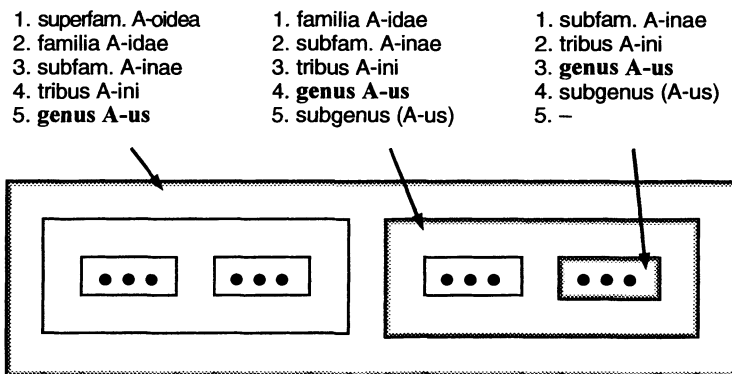 1. superfam. A-oidea
2. familia A-idae
3. subfam. A-inae
4. tribus A-ini
5. genus A-us
1. familia A-idae
2. subfam. A-inae
3. tribus A-ini
4. genus A-us
5. subgenus (A-us)
1. subfam. A-inae
2. tribus A-ini
3. genus A-us
4. subgenus (A-us)
5. –